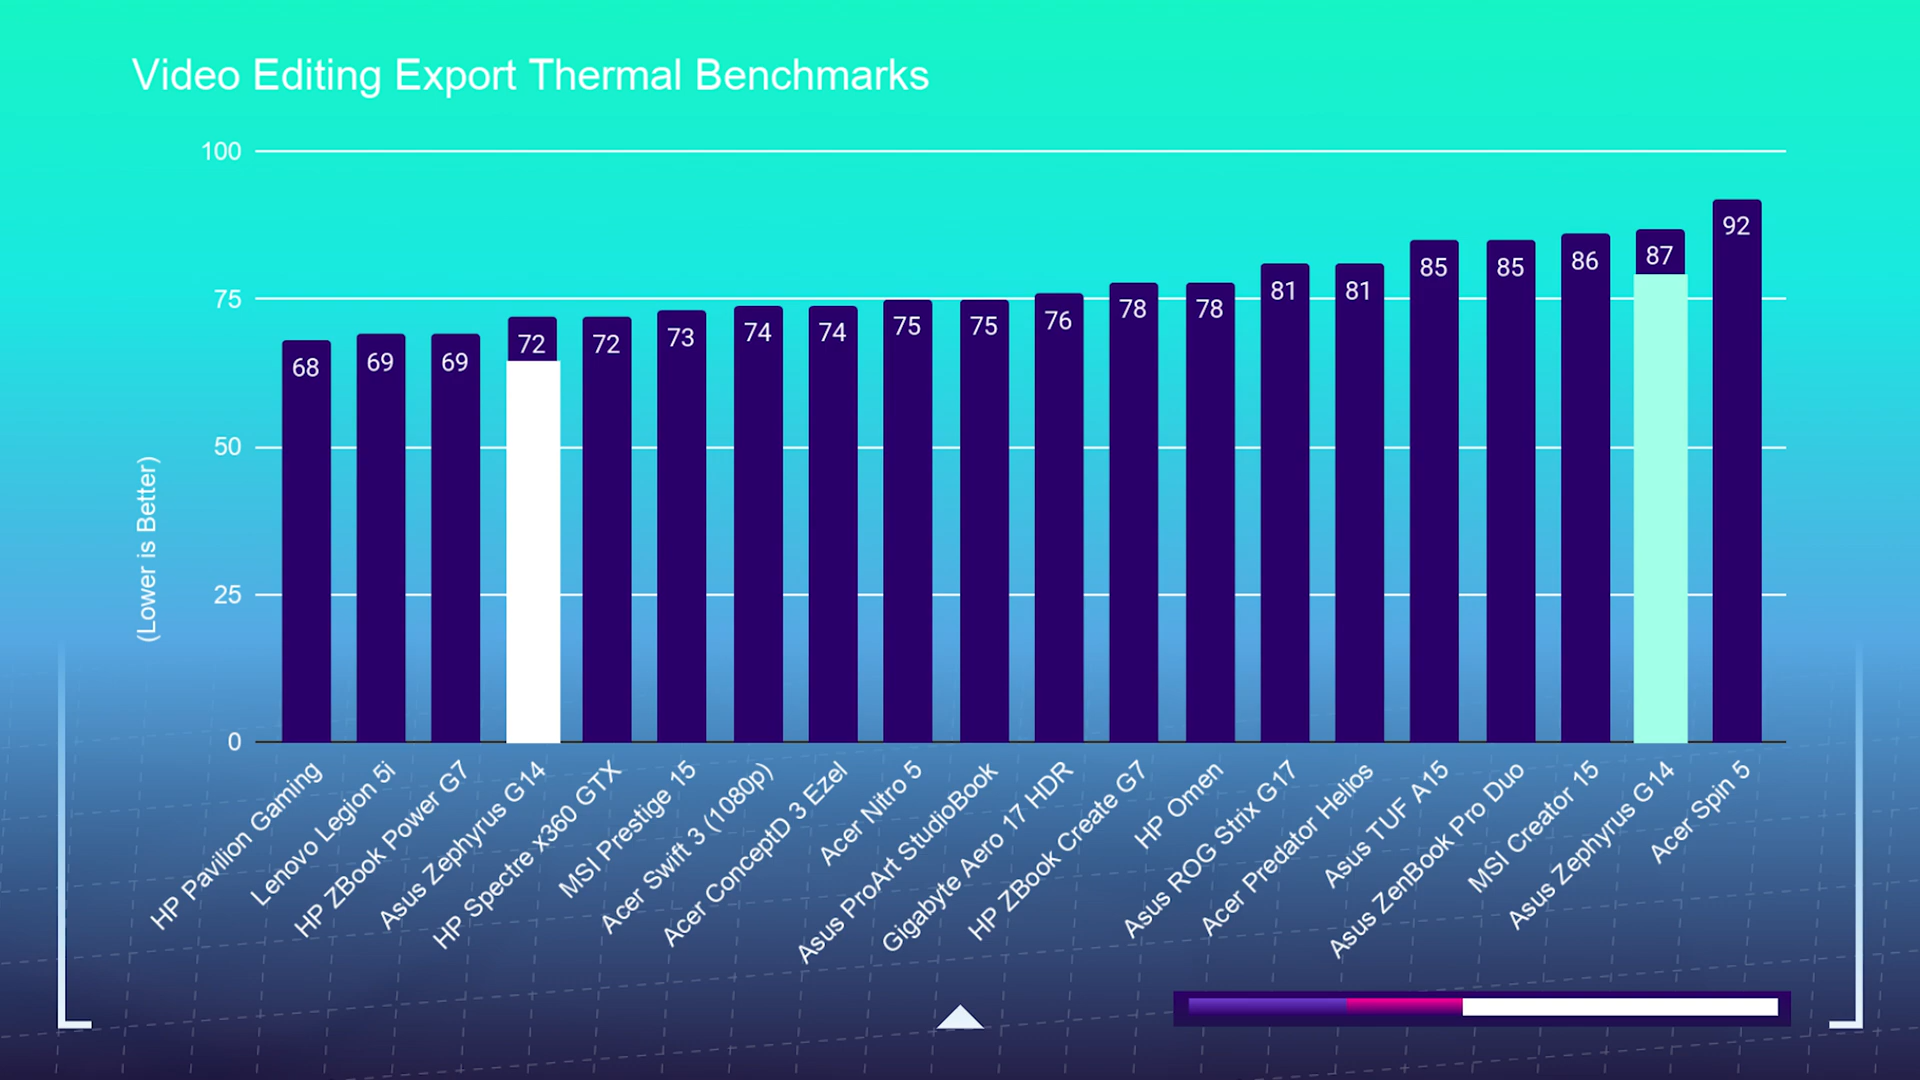 Video Editing Export Thermal Benchmarks
(Lower is Better)
100
75
50
25
0
68
69
69
72
72
73
74
74
75
75
76
78
78
81
81
85
85
86
87
92
HP Pavilion Gaming
Lenovo Legion 5i
HP ZBook Power G7
Asus Zephyrus G14
HP Spectre x360 GTX
MSI Prestige 15
Acer Swift 3 (1080p)
Acer ConceptD 3 Ezel
Acer Nitro 5
Asus ProArt StudioBook
Gigabyte Aero 17 HDR
HP ZBook Create G7
HP Omen
Asus ROG Strix G17
Acer Predator Helios
Asus TUF A15
Asus ZenBook Pro Duo
MSI Creator 15
Asus Zephyrus G14
Acer Spin 5